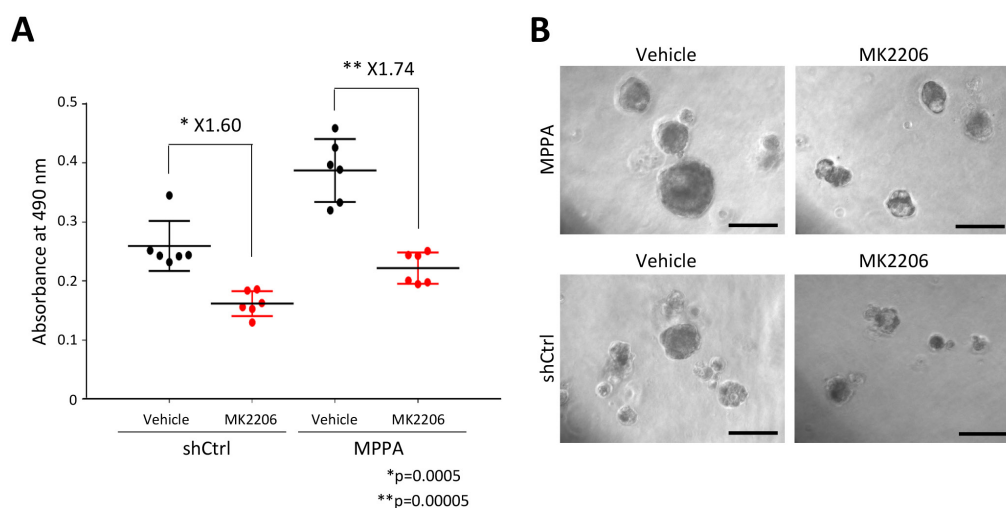 A
** X1.74
* X1.60
Absorbance at 490 nm
0.5
0.4
0.3
0.2
0.1
0
Vehicle MK2206 Vehicle MK2206
shCtrl MPPA
*p=0.0005
**p=0.00005
B
Vehicle MK2206
MPPA
Vehicle MK2206
shCtrl